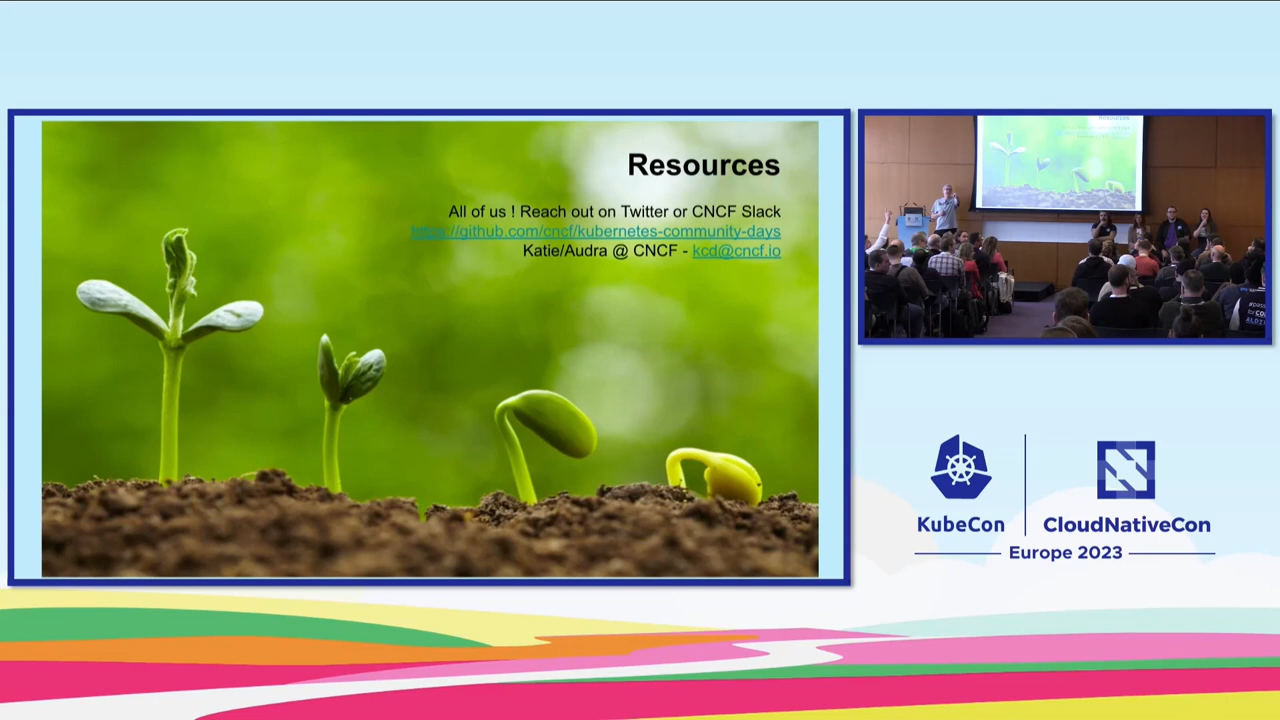 Resources
All of us ! Reach out on Twitter or CNCF Slack
https://github.com/cncf/kubernetes-community-days
Katie/Audra @ CNCF - kcd@cncf.io
Resources
KubeCon
CloudNativeCon
Europe 2023